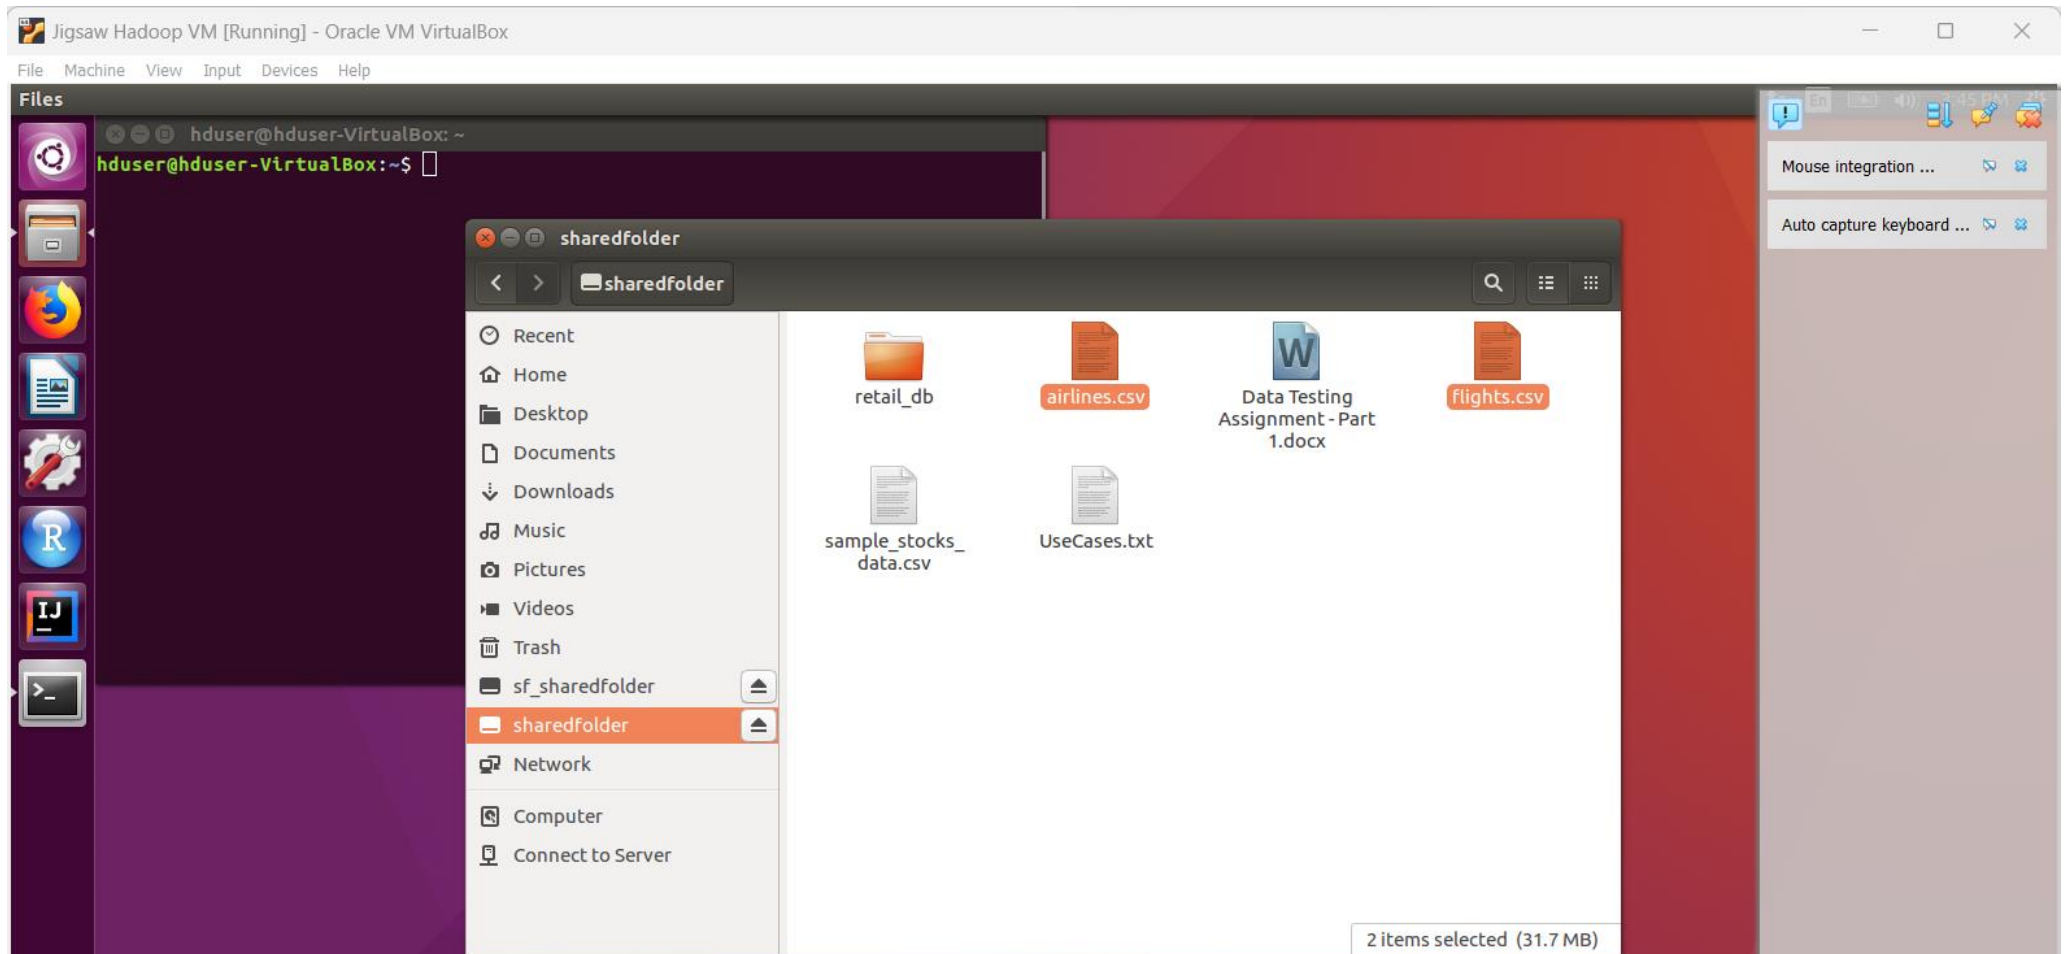 Jigsaw Hadoop VM [Running] - Oracle VM VirtualBox
File Machine View Input Devices Help
Files
En
hduser@hduser-VirtualBox: ~
hduser@hduser-VirtualBox:~$
Mouse integration ...
Auto capture keyboard ...
sharedfolder
sharedfolder
Recent
Home
Desktop
Documents
Downloads
Music
Pictures
Videos
Trash
sf_sharedfolder
sharedfolder
Network
Computer
Connect to Server
retail_db
airlines.csv
Data Testing
Assignment - Part
1.docx
flights.csv
sample_stocks_
data.csv
UseCases.txt
W
R
IJ
2 items selected (31.7 MB)